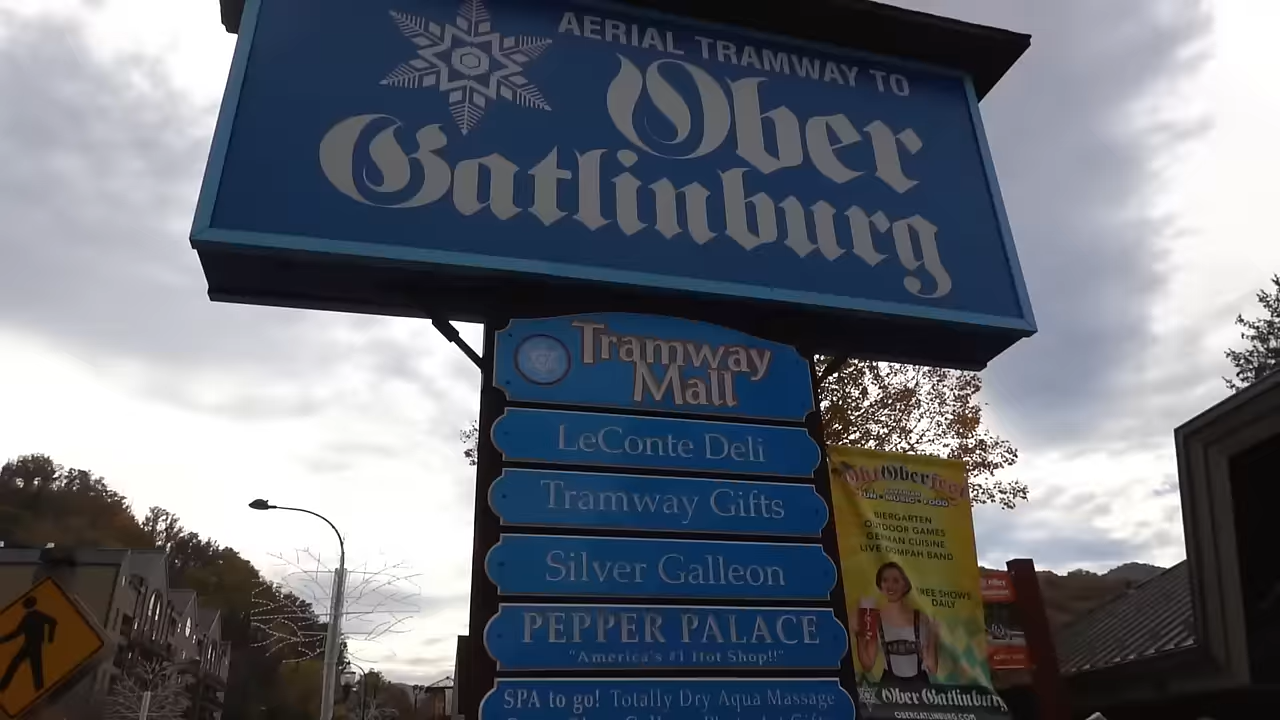 AERIAL TRAMWAY TO
Ober
Gatlinburg
Tramway
Mall
LeConte Deli
Tramway Gifts
Silver Galleon
PEPPER PALACE
"America's #1 Hot Shop!!"
SPA to go! Totally Dry Aqua Massage
OktOberfest
BAVARIAN
FUN • MUSIC • FOOD
BIERGARTEN
OUTDOOR GAMES
GERMAN CUISINE
LIVE OOMPAH BAND
FREE SHOWS
DAILY
Ober Gatlinburg
OBERGATLINBURG.COM